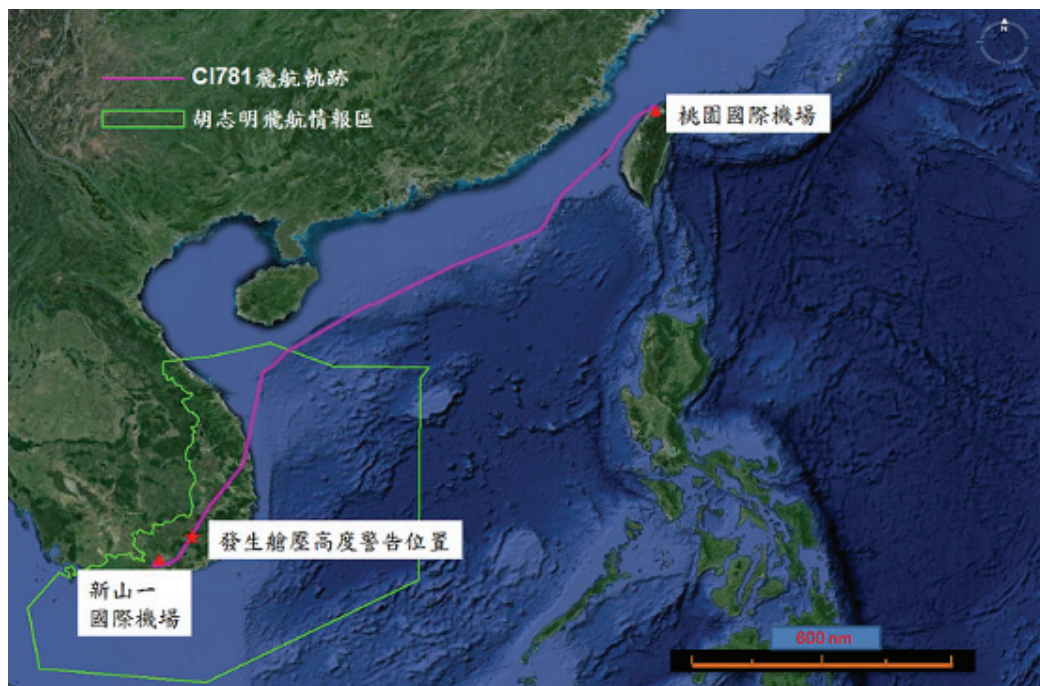 N
CI781飛航軌跡
胡志明飛航情報區
桃園國際機場
發生艙壓高度警告位置
新山一
國際機場
600 nm